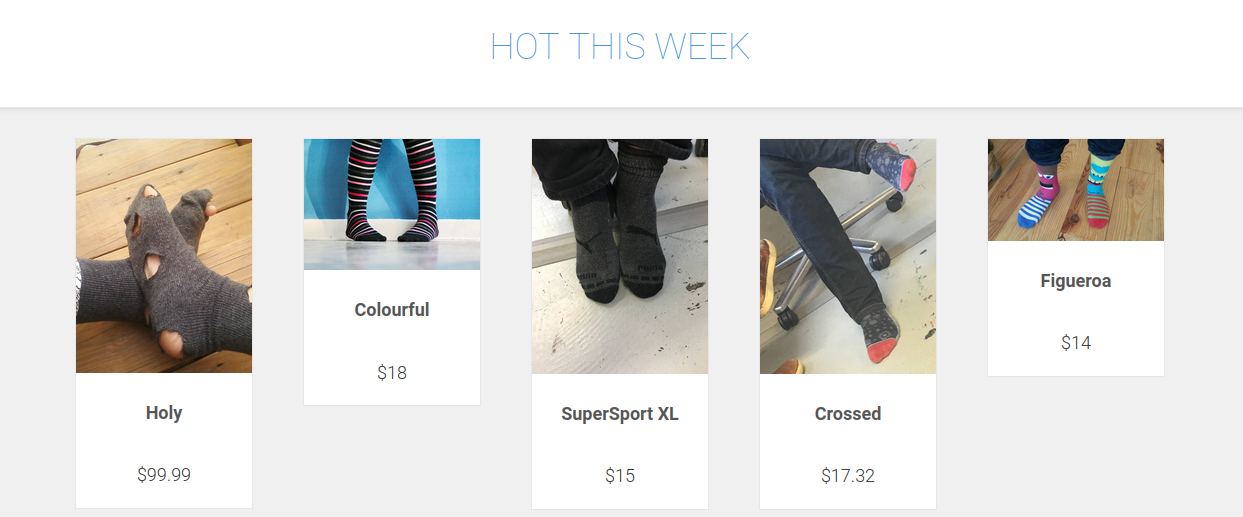 HOT THIS WEEK
Holy
$99.99
Colourful
$18
SuperSport XL
$15
Crossed
$17.32
Figueroa
$14